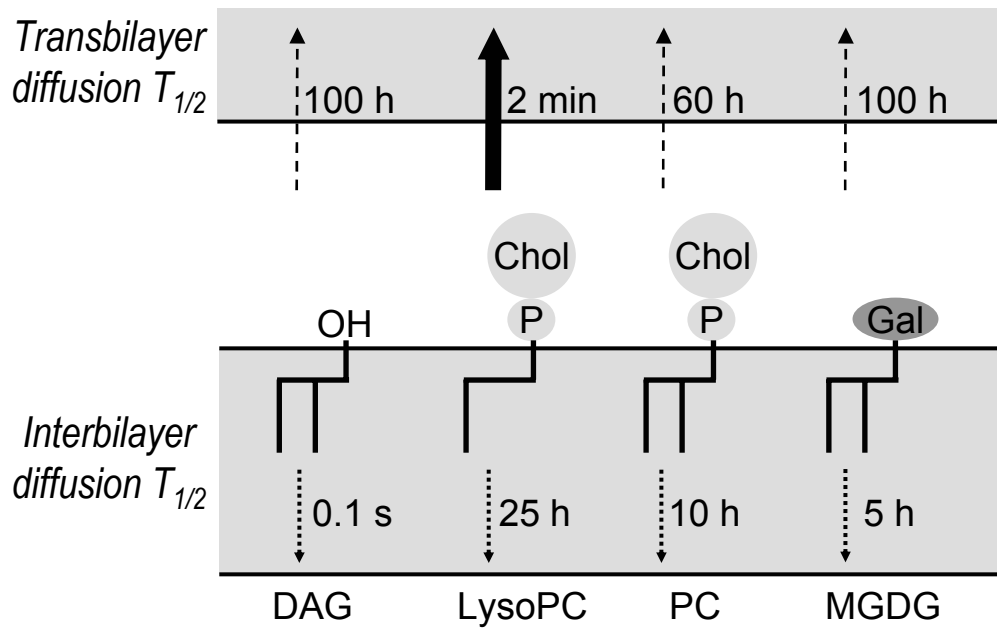 Transbilayer
diffusion T1/2
100 h
2 min
60 h
100 h
Chol
Chol
OH
P
P
Gal
Interbilayer
diffusion T1/2
0.1 s
25 h
10 h
5 h
DAG
LysoPC
PC
MGDG